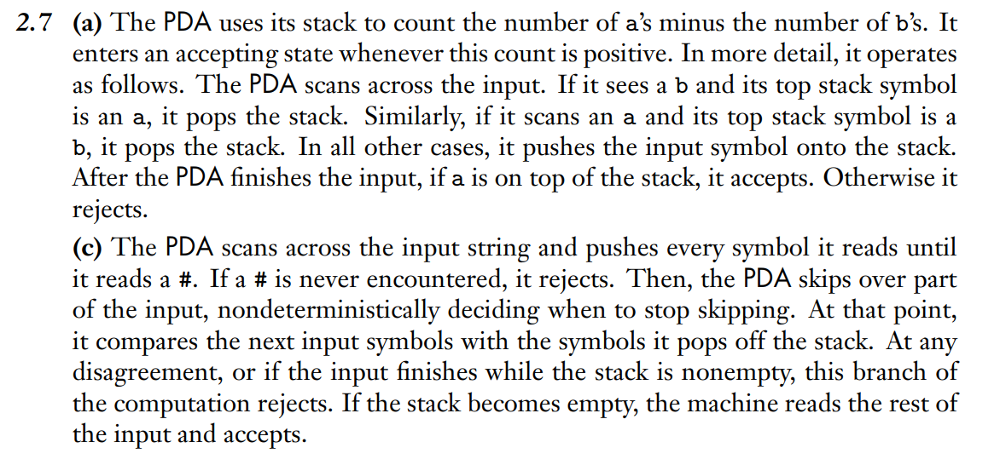 2.7 (a) The PDA uses its stack to count the number of a’s minus the number of b’s. It
enters an accepting state whenever this count is positive. In more detail, it operates
as follows. The PDA scans across the input. If it sees a b and its top stack symbol
is an a, it pops the stack. Similarly, if it scans an a and its top stack symbol is a
b, it pops the stack. In all other cases, it pushes the input symbol onto the stack.
After the PDA finishes the input, if a is on top of the stack, it accepts. Otherwise it
rejects.
(c) The PDA scans across the input string and pushes every symbol it reads until
it reads a #. If a # is never encountered, it rejects. Then, the PDA skips over part
of the input, nondeterministically deciding when to stop skipping. At that point,
it compares the next input symbols with the symbols it pops off the stack. At any
disagreement, or if the input finishes while the stack is nonempty, this branch of
the computation rejects. If the stack becomes empty, the machine reads the rest of
the input and accepts.